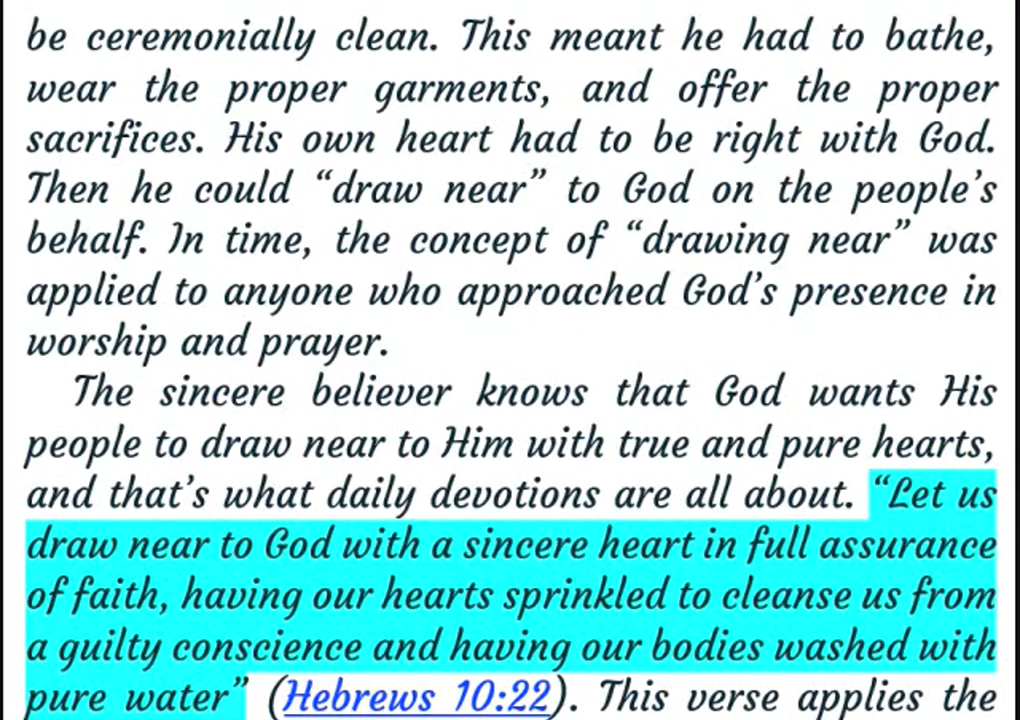 be ceremonially clean. This meant he had to bathe,
wear the proper garments, and offer the proper
sacrifices. His own heart had to be right with God.
Then he could “draw near” to God on the people’s
behalf. In time, the concept of “drawing near” was
applied to anyone who approached God’s presence in
worship and prayer.
The sincere believer knows that God wants His
people to draw near to Him with true and pure hearts,
and that’s what daily devotions are all about. “Let us
draw near to God with a sincere heart in full assurance
of faith, having our hearts sprinkled to cleanse us from
a guilty conscience and having our bodies washed with
pure water” (Hebrews 10:22). This verse applies the